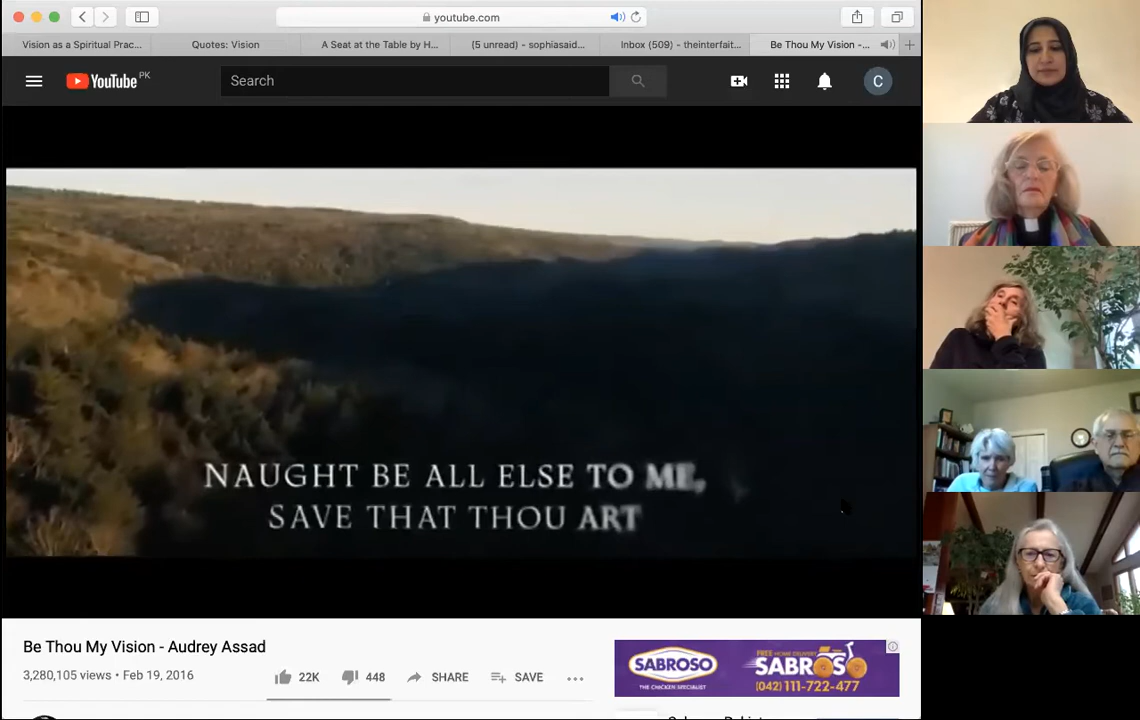 youtube.com
Vision as a Spiritual Prac...
Quotes: Vision
A Seat at the Table by H...
(5 unread) - sophiasaid...
Inbox (509) - theinterfait...
Be Thou My Vision -...
YouTube PK
Search
C
NAUGHT BE ALL ELSE TO ME,
SAVE THAT THOU ART
Be Thou My Vision - Audrey Assad
3,280,105 views • Feb 19, 2016
22K
448
SHARE
SAVE
SABROSO
THE CHICKEN SPECIALIST
FREE HOME DELIVERY
SABROSO
(042) 111-722-477